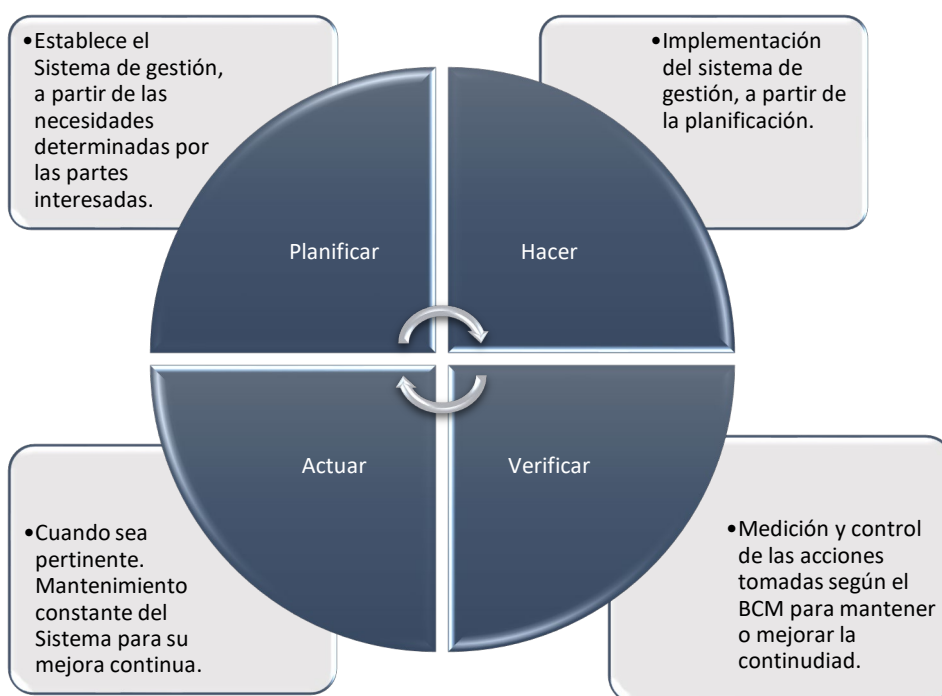 •Establece el
Sistema de gestión,
a partir de las
necesidades
determinadas por
las partes
interesadas.
•Implementación
del sistema de
gestión, a partir de
la planificación.
Planificar
Hacer
Actuar
Verificar
•Cuando sea
pertinente.
Mantenimiento
constante del
Sistema para su
mejora continua.
•Medición y control
de las acciones
tomadas según el
BCM para mantener
o mejorar la
continudiad.